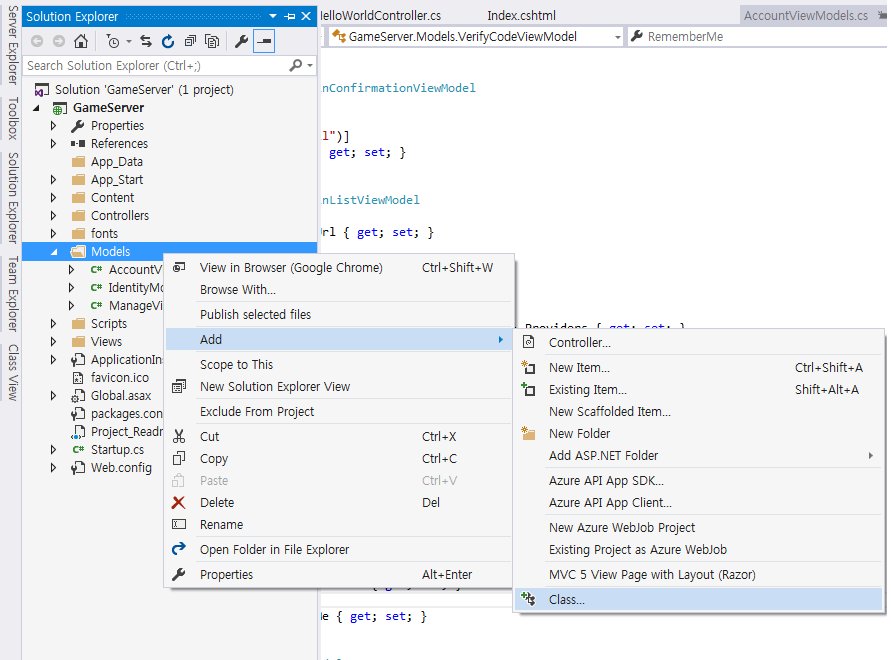 Server Explorer
Toolbox
Solution Explorer
Team Explorer
Class View
Solution Explorer
Search Solution Explorer (Ctrl+;)
Solution 'GameServer' (1 project)
GameServer
Properties
References
App_Data
App_Start
Content
Controllers
fonts
Models
AccountV
IdentityMo
ManageVi
Scripts
Views
ApplicationIns
favicon.ico
Global.asax
packages.con
Project_Readm
Startup.cs
Web.config
HelloWorldController.cs Index.cshtml AccountViewModels.cs
GameServer.Models.VerifyCodeViewModel RememberMe
nConfirmationViewModel
l")]
get; set; }
nListViewModel
Url { get; set; }
Providers { get; set; }
de { get; set; }
View in Browser (Google Chrome) Ctrl+Shift+W
Browse With...
Publish selected files
Add
Scope to This
New Solution Explorer View
Exclude From Project
Cut Ctrl+X
Copy Ctrl+C
Paste Ctrl+V
Delete Del
Rename
Open Folder in File Explorer
Properties Alt+Enter
Controller...
New Item... Ctrl+Shift+A
Existing Item... Shift+Alt+A
New Scaffolded Item...
New Folder
Add ASP.NET Folder
Azure API App SDK...
Azure API App Client...
New Azure WebJob Project
Existing Project as Azure WebJob
MVC 5 View Page with Layout (Razor)
Class...